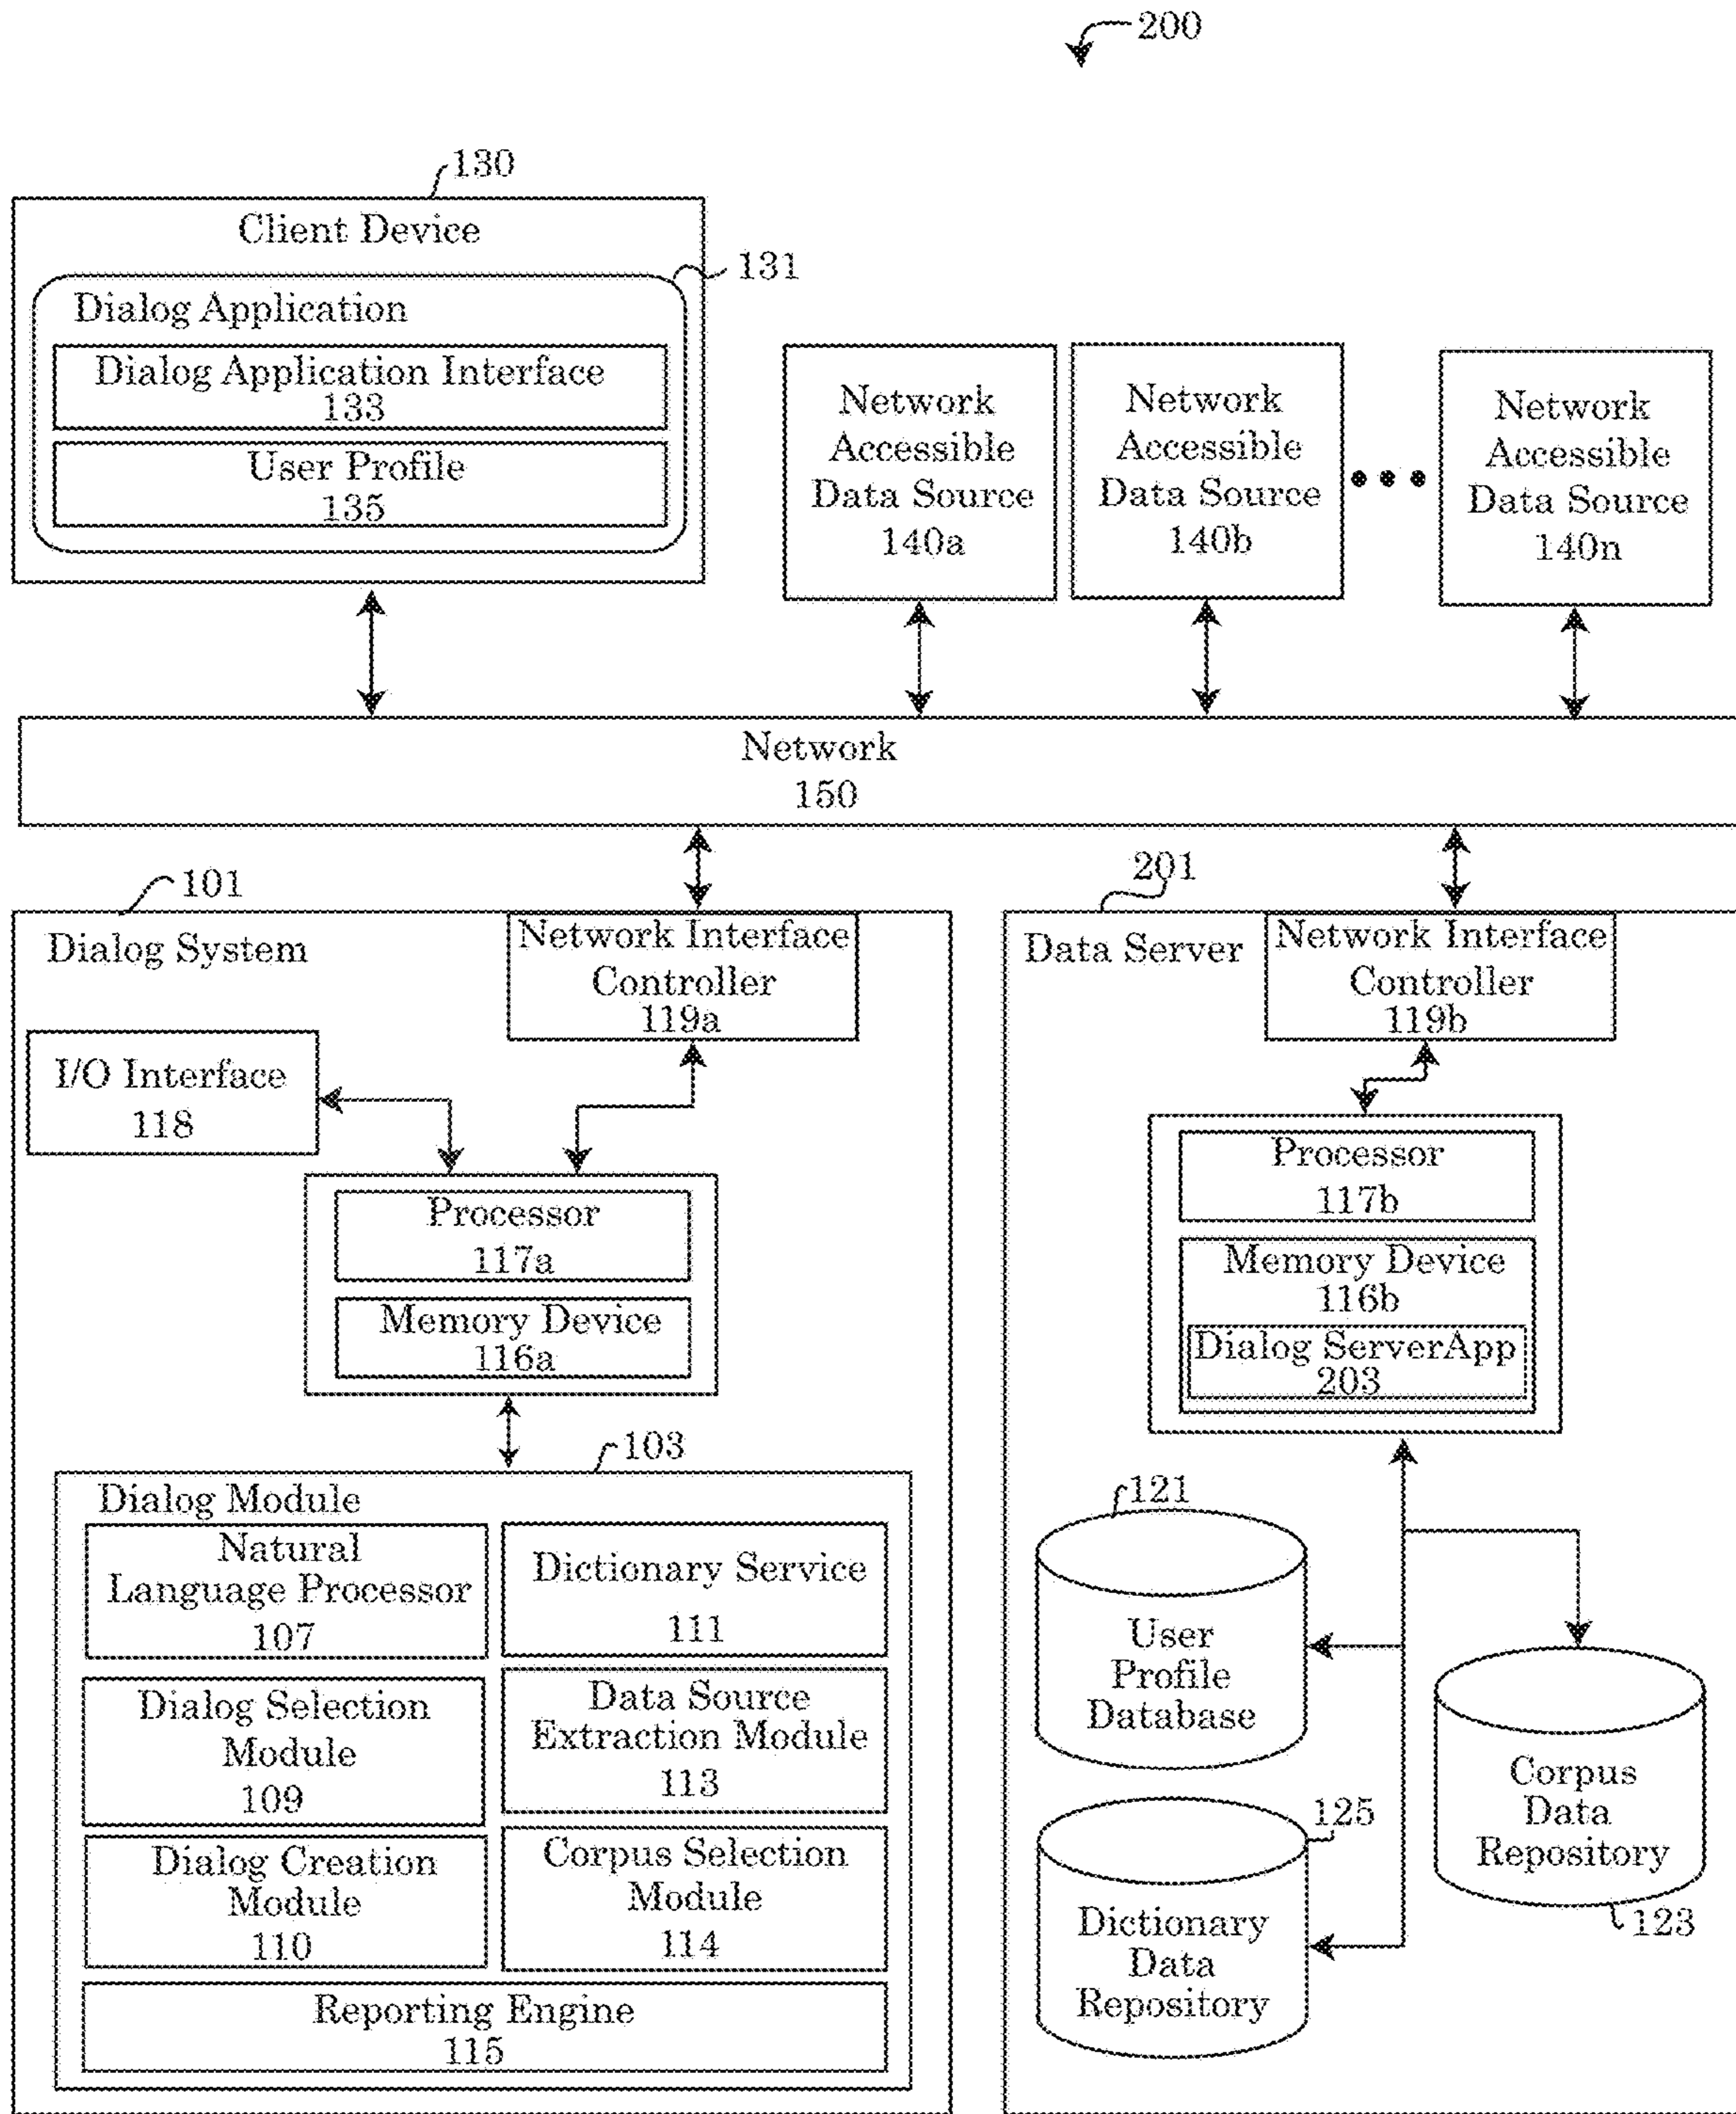 200
130
Client Device
131
Dialog Application
Dialog Application Interface
133
User Profile
135
Network
Accessible
Data Source
140a
Network
Accessible
Data Source
140b
Network
Accessible
Data Source
140n
Network
150
101
Dialog System
Network Interface
Controller
119a
I/O Interface
118
Processor
117a
Memory Device
116a
103
Dialog Module
Natural
Language Processor
107
Dictionary Service
111
Dialog Selection
Module
109
Data Source
Extraction Module
113
Dialog Creation
Module
110
Corpus Selection
Module
114
Reporting Engine
115
201
Data Server
Network Interface
Controller
119b
Processor
117b
Memory Device
116b
Dialog ServerApp
203
121
User
Profile
Database
125
Dictionary
Data
Repository
Corpus
Data
Repository
123